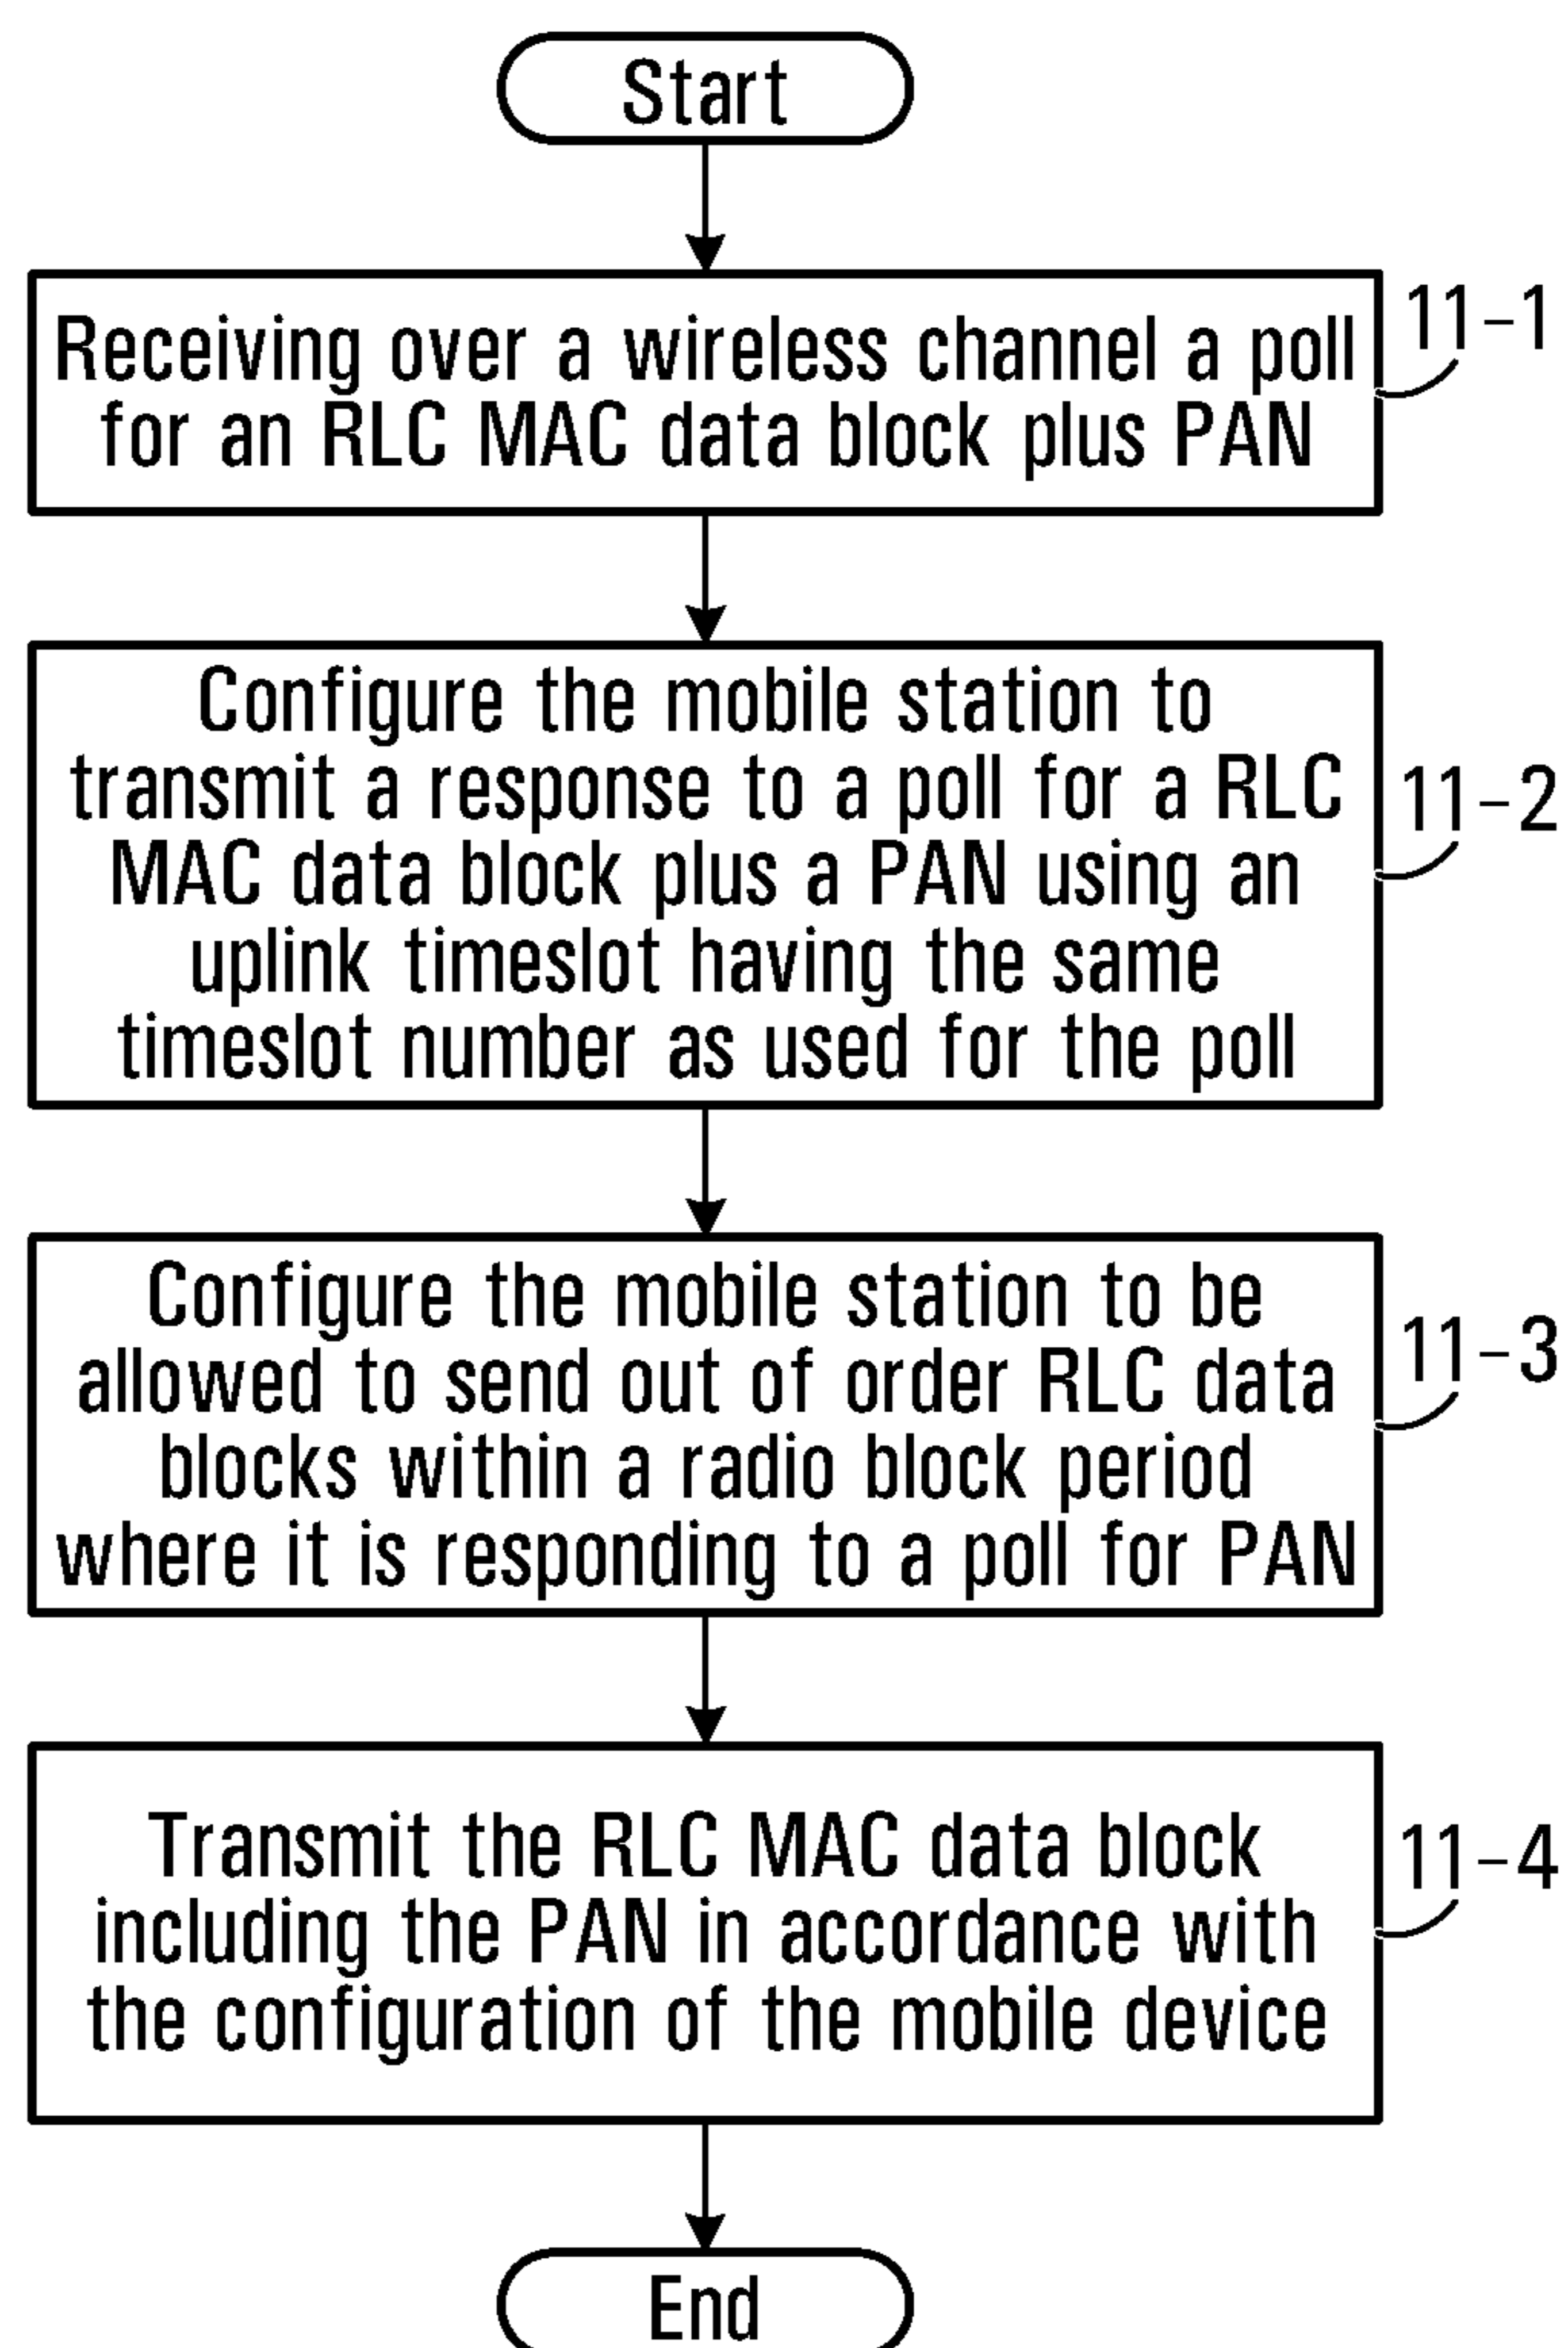 Start
Receiving over a wireless channel a poll
for an RLC MAC data block plus PAN
11-1
Configure the mobile station to
transmit a response to a poll for a RLC
MAC data block plus a PAN using an
uplink timeslot having the same
timeslot number as used for the poll
11-2
Configure the mobile station to be
allowed to send out of order RLC data
blocks within a radio block period
where it is responding to a poll for PAN
11-3
Transmit the RLC MAC data block
including the PAN in accordance with
the configuration of the mobile device
11-4
End